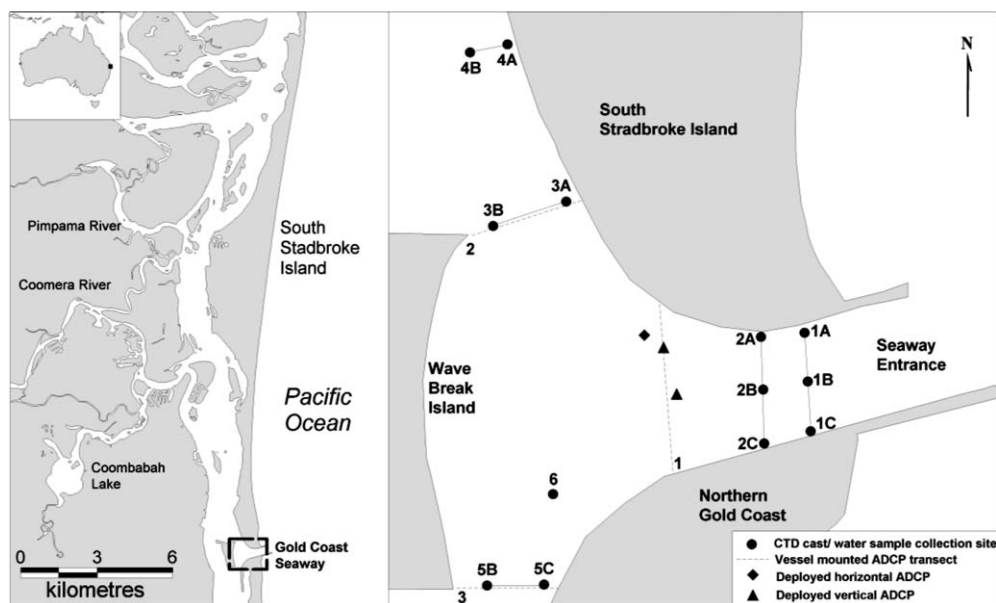 Pimpama River
Coomera River
Coombabah
Lake
South
Stadbroke
Island
Pacific
Ocean
Gold Coast
Seaway
0 3 6
kilometres
N
4B 4A
South
Stradbroke Island
3A
3B
2
Wave
Break
Island
2A 1A
2B 1B
2C 1C
Seaway
Entrance
1
6
Northern
Gold Coast
5B 5C
3
CTD cast/ water sample collection site
Vessel mounted ADCP transect
Deployed horizontal ADCP
Deployed vertical ADCP